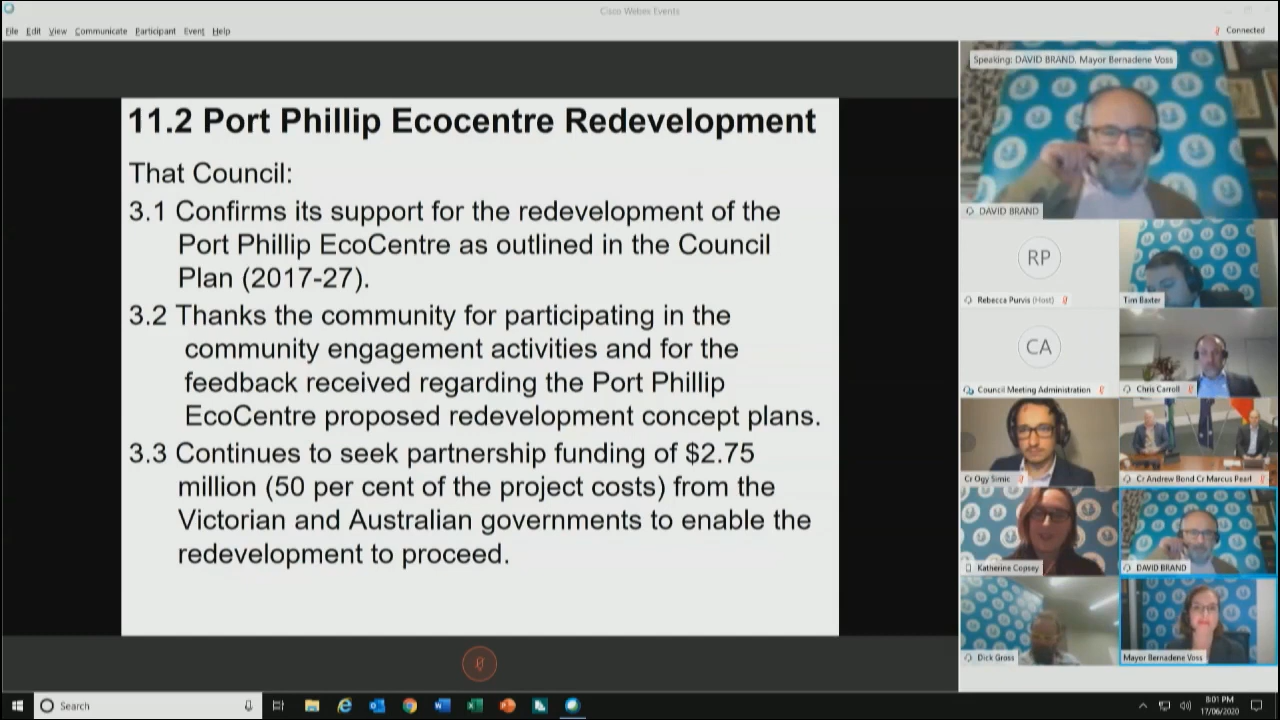 Cisco Webex Events
File Edit View Communicate Participant Event Help
Connected
11.2 Port Phillip Ecocentre Redevelopment
That Council:
3.1 Confirms its support for the redevelopment of the
Port Phillip EcoCentre as outlined in the Council
Plan (2017-27).
3.2 Thanks the community for participating in the
community engagement activities and for the
feedback received regarding the Port Phillip
EcoCentre proposed redevelopment concept plans.
3.3 Continues to seek partnership funding of $2.75
million (50 per cent of the project costs) from the
Victorian and Australian governments to enable the
redevelopment to proceed.
Speaking: DAVID BRAND, Mayor Bernadene Voss
DAVID BRAND
RP
Rebecca Purvis (Host)
Tim Baxter
CA
Council Meeting Administration
Chris Carroll
Cr Ogy Simic
Cr Andrew Bond Cr Marcus Pearl
Katherine Copsey
DAVID BRAND
Dick Gross
Mayor Bernadene Voss
Search
8:01 PM
17/06/2020